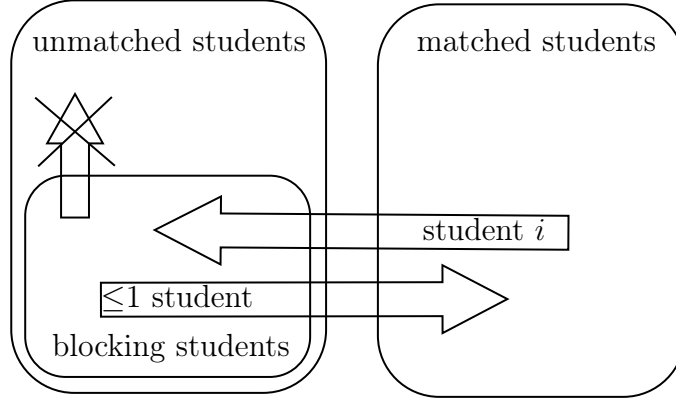 unmatched students
matched students
student i
≤1 student
blocking students